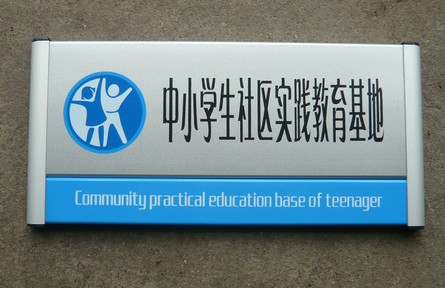 中小学生社区实践教育基地
Community practical education base of teenager